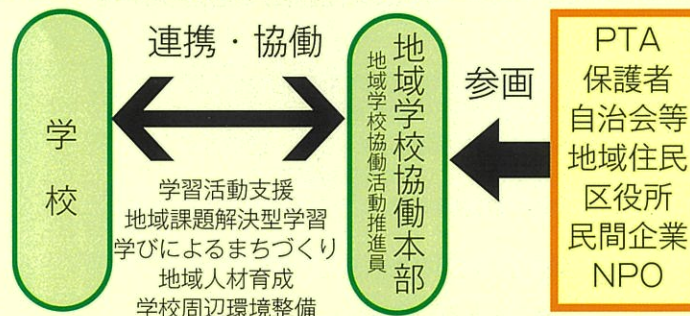 学校
連携・協働
学習活動支援
地域課題解決型学習
学びによるまちづくり
地域人材育成
学校周辺環境整備
地域学校協働本部
地域学校協働活動推進員
参画
PTA
保護者
自治会等
地域住民
区役所
民間企業
NPO